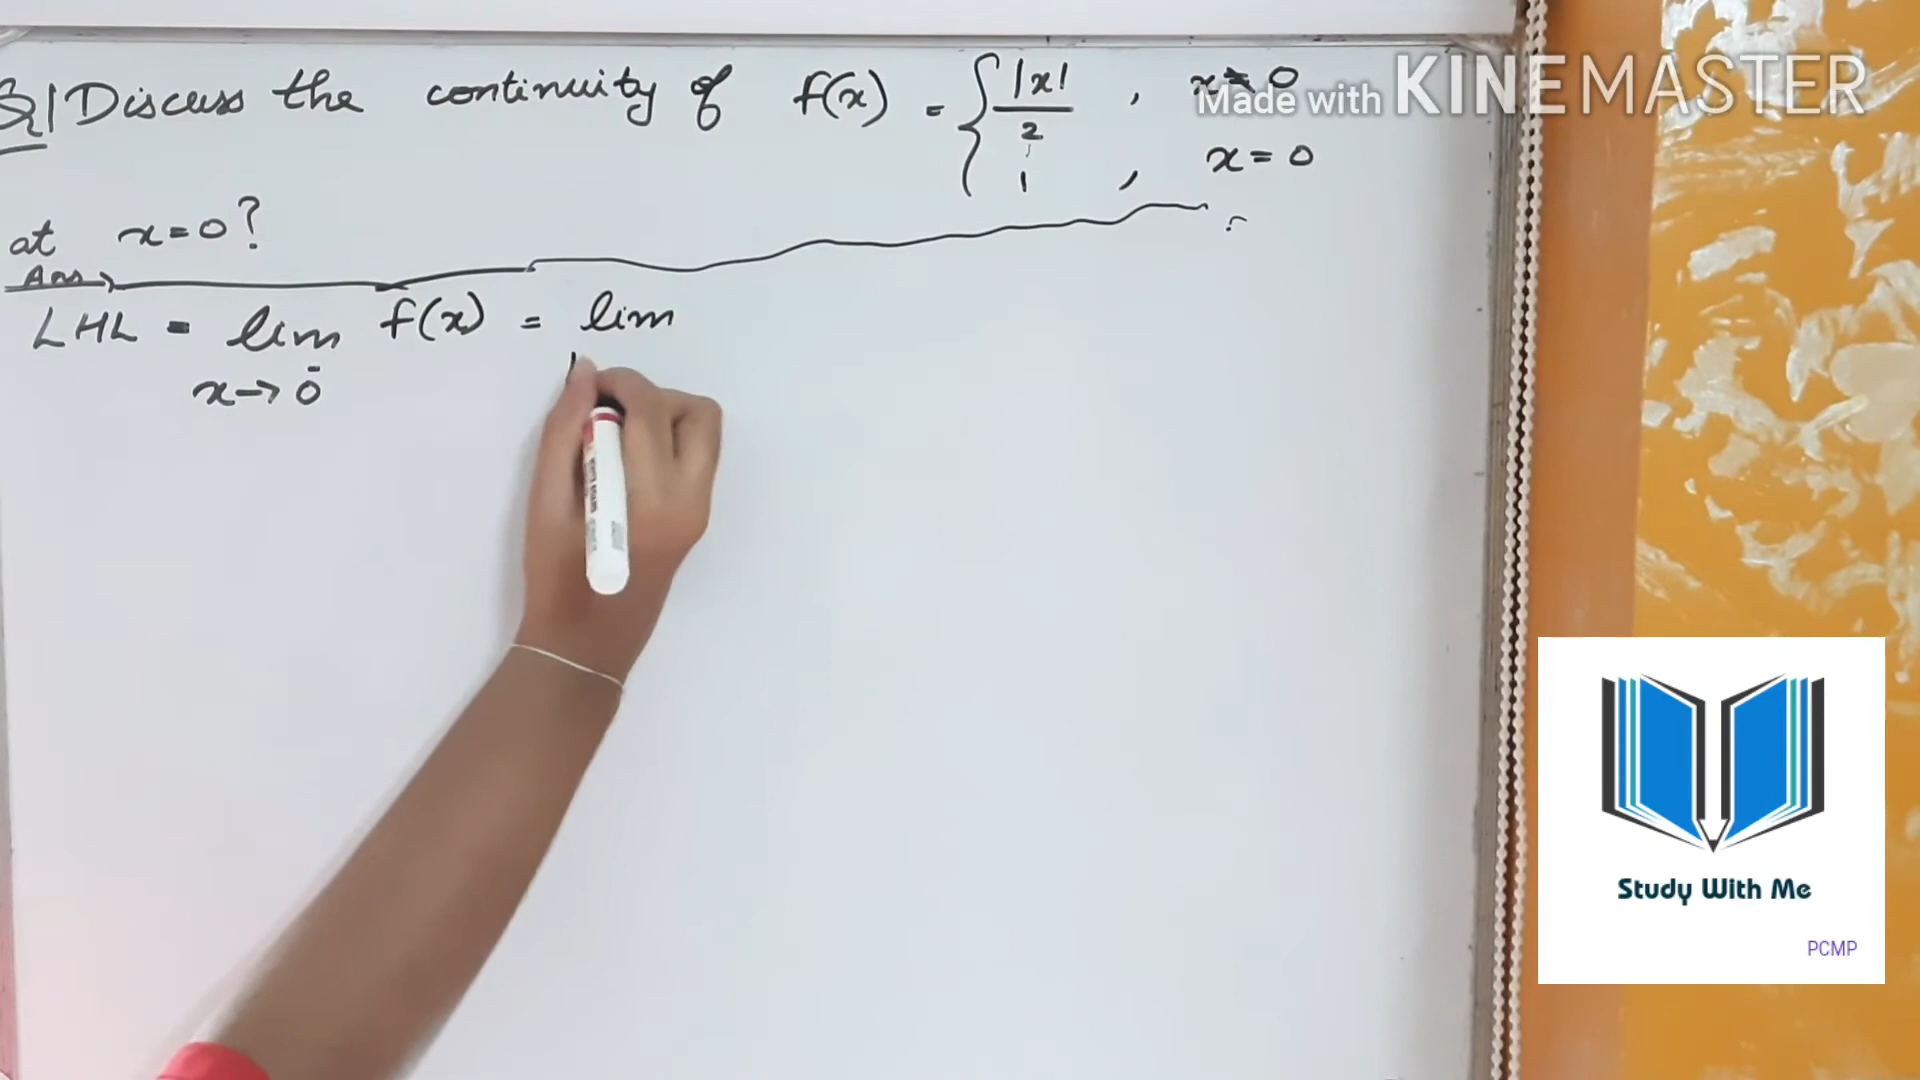 Q1 Discuss the continuity of f(x) = { |x| / 2 , x ≠ 0
1 , x = 0
at x = 0 ?
Ans
LHL = lim f(x) = lim
x → 0⁻
Made with KINEMASTER
Study With Me
PCMP